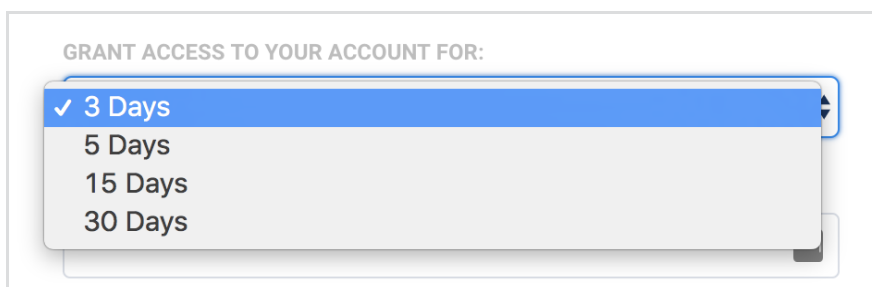 GRANT ACCESS TO YOUR ACCOUNT FOR:
✓ 3 Days
5 Days
15 Days
30 Days